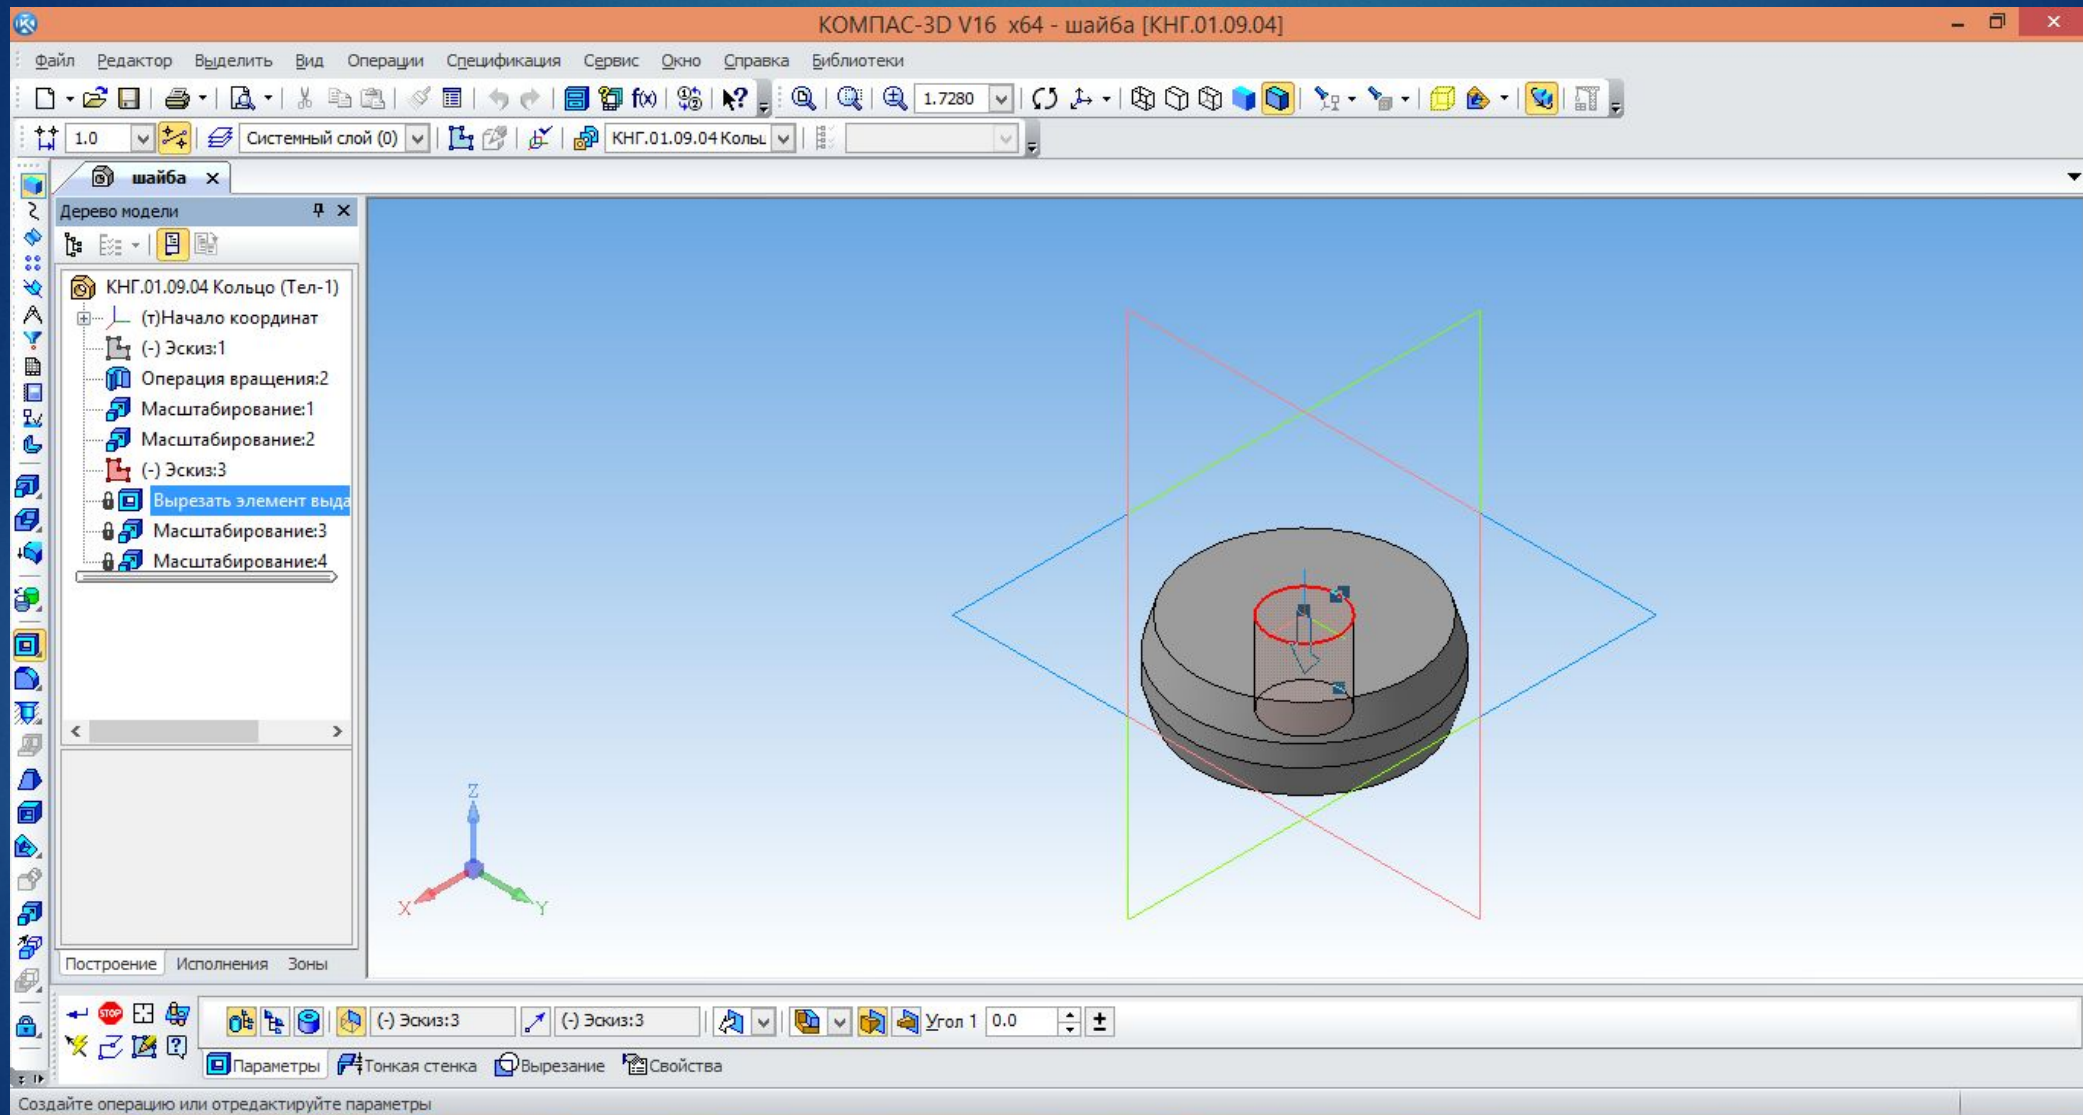 КОМПАС-3D V16 x64 - шайба [КНГ.01.09.04]
Файл Редактор Выделить Вид Операции Спецификация Сервис Окно Справка Библиотеки
1.7280
1.0 Системный слой (0) КНГ.01.09.04 Кольц
шайба
Дерево модели
КНГ.01.09.04 Кольцо (Тел-1)
(т)Начало координат
(-) Эскиз:1
Операция вращения:2
Масштабирование:1
Масштабирование:2
(-) Эскиз:3
Вырезать элемент выда
Масштабирование:3
Масштабирование:4
Z
X
Y
Построение Исполнения Зоны
STOP (-) Эскиз:3 (-) Эскиз:3 Угол 1 0.0
Параметры Тонкая стенка Вырезание Свойства
Создайте операцию или отредактируйте параметры